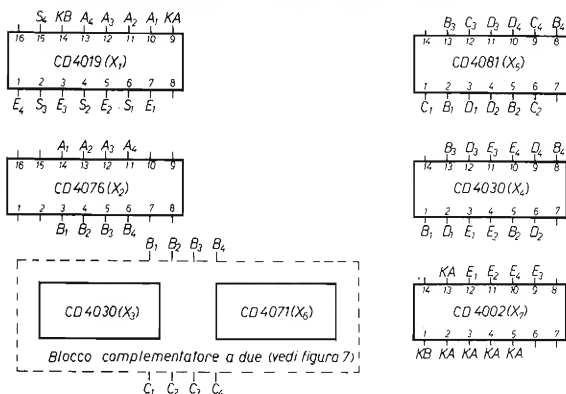 S₄ KB A₄ A₃ A₂ A₁ KA
16 15 14 13 12 11 10 9
CD4019(X₁)
1 2 3 4 5 6 7 8
E₄ S₃ E₃ S₂ E₂ S₁ E₁
A₁ A₂ A₃ A₄
16 15 14 13 12 11 10 9
CD4076(X₂)
1 2 3 4 5 6 7 8
B₁ B₂ B₃ B₄
B₁ B₂ B₃ B₄
CD4030(X₃)
CD4071(X₆)
Blocco complementatore a due (vedi figura 7)
C₁ C₂ C₃ C₄
B₃ C₃ D₃ D₄ C₄ B₄
14 13 12 11 10 9 8
CD4081(X₅)
1 2 3 4 5 6 7
C₁ B₁ D₁ D₂ B₂ C₂
B₃ D₃ E₃ E₄ D₄ B₄
14 13 12 11 10 9 8
CD4030(X₄)
1 2 3 4 5 6 7
B₁ D₁ E₁ E₂ B₂ D₂
KA E₁ E₂ E₄ E₃
14 13 12 11 10 9 8
CD4002(X₇)
1 2 3 4 5 6 7
KB KA KA KA KA